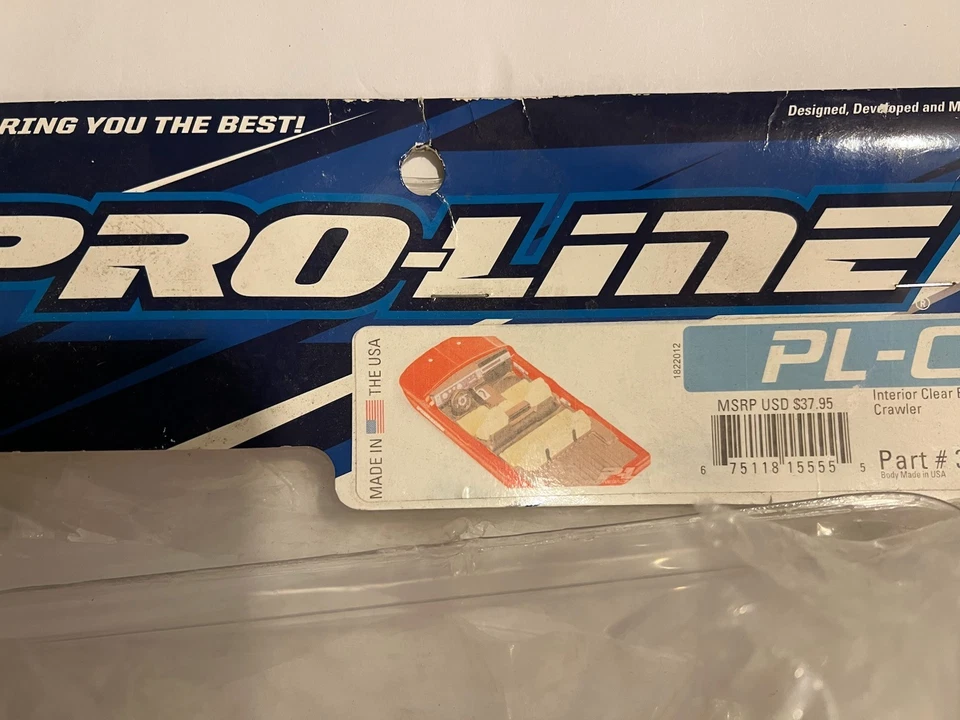 RING YOU THE BEST!
Designed, Developed and M
PRO-LINE
®
MADE IN THE USA
1822012
PL-C
MSRP USD $37.95
Interior Clear
Crawler
6 75118 15555 5
Part # 3
Body Made in USA